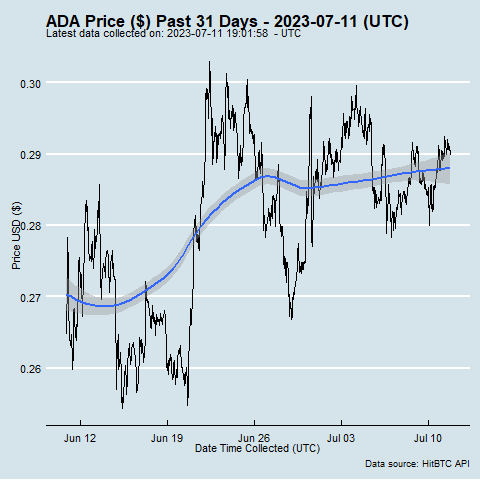 ADA Price ($) Past 31 Days - 2023-07-11 (UTC)
Latest data collected on: 2023-07-11 19:01:58 - UTC
0.30
0.29
0.28
0.27
0.26
Price USD ($)
Jun 12
Jun 19
Jun 26
Jul 03
Jul 10
Date Time Collected (UTC)
Data source: HitBTC API